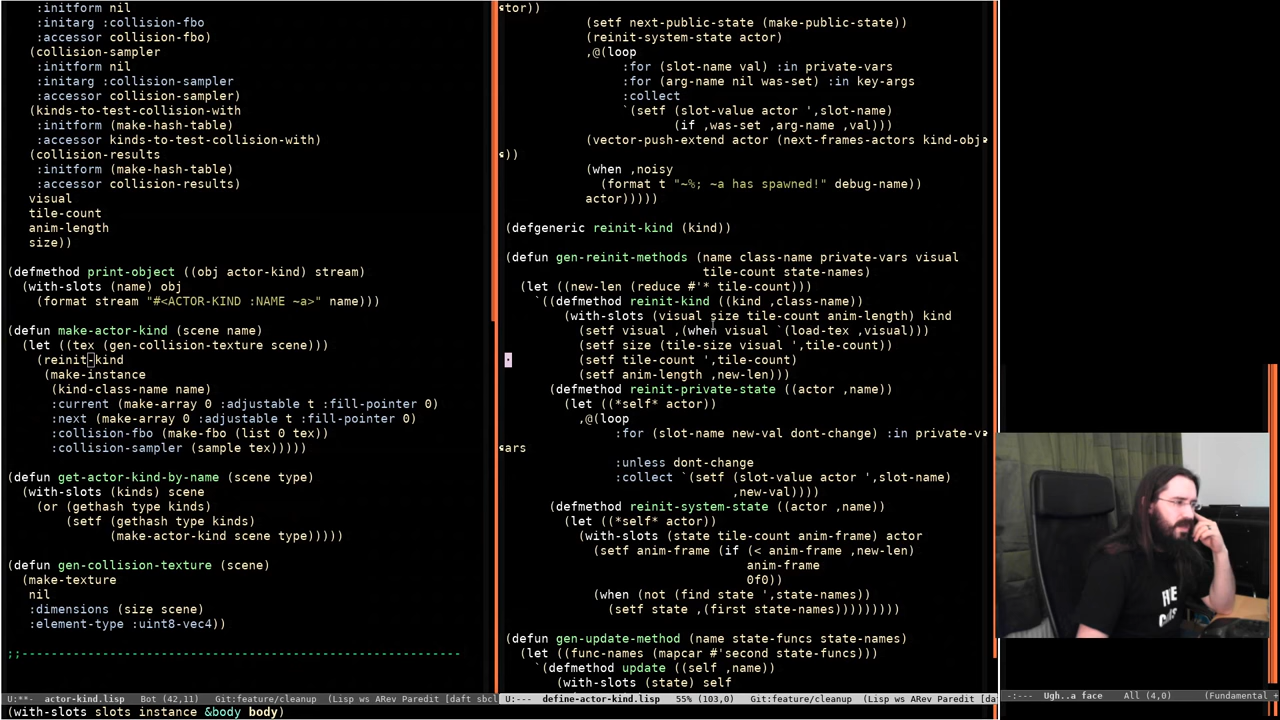 :initform nil
:initarg :collision-fbo
:accessor collision-fbo)
(collision-sampler
:initform nil
:initarg :collision-sampler
:accessor collision-sampler)
(kinds-to-test-collision-with
:initform (make-hash-table)
:accessor kinds-to-test-collision-with)
(collision-results
:initform (make-hash-table)
:accessor collision-results)
visual
tile-count
anim-length
size))
(defmethod print-object ((obj actor-kind) stream)
(with-slots (name) obj
(format stream "#<ACTOR-KIND :NAME ~a>" name)))
(defun make-actor-kind (scene name)
(let ((tex (gen-collision-texture scene)))
(reinit-kind
(make-instance
(kind-class-name name)
:current (make-array 0 :adjustable t :fill-pointer 0)
:next (make-array 0 :adjustable t :fill-pointer 0)
:collision-fbo (make-fbo (list 0 tex))
:collision-sampler (sample tex)))))
(defun get-actor-kind-by-name (scene type)
(with-slots (kinds) scene
(or (gethash type kinds)
(setf (gethash type kinds)
(make-actor-kind scene type)))))
(defun gen-collision-texture (scene)
(make-texture
nil
:dimensions (size scene)
:element-type :uint8-vec4))
;;------------------------------------------------------------
U:**- actor-kind.lisp Bot (42,11) Git:feature/cleanup (Lisp ws ARev Paredit [daft sbcl
(with-slots slots instance &body body)
tor))
(setf next-public-state (make-public-state))
(reinit-system-state actor)
,@(loop
:for (slot-name val) :in private-vars
:for (arg-name nil was-set) :in key-args
:collect
`(setf (slot-value actor ',slot-name)
(if ,was-set ,arg-name ,val)))
(vector-push-extend actor (next-frames-actors kind-obj
))
(when ,noisy
(format t "~%; ~a has spawned!" debug-name))
actor)))))
(defgeneric reinit-kind (kind))
(defun gen-reinit-methods (name class-name private-vars visual
tile-count state-names)
(let ((new-len (reduce #'* tile-count)))
`((defmethod reinit-kind ((kind ,class-name))
(with-slots (visual size tile-count anim-length) kind
(setf visual ,(when visual `(load-tex ,visual)))
(setf size (tile-size visual ',tile-count))
(setf tile-count ',tile-count)
(setf anim-length ,new-len)))
(defmethod reinit-private-state ((actor ,name))
(let ((*self* actor))
,@(loop
:for (slot-name new-val dont-change) :in private-v
ars
:unless dont-change
:collect `(setf (slot-value actor ',slot-name)
,new-val))))
(defmethod reinit-system-state ((actor ,name))
(let ((*self* actor))
(with-slots (state tile-count anim-frame) actor
(setf anim-frame (if (< anim-frame ,new-len)
anim-frame
0f0))
(when (not (find state ',state-names))
(setf state ,(first state-names)))))))))
(defun gen-update-method (name state-funcs state-names)
(let ((func-names (mapcar #'second state-funcs)))
`(defmethod update ((self ,name))
(with-slots (state) self
U:--- define-actor-kind.lisp 55% (103,0) Git:feature/cleanup (Lisp ws ARev Paredit [da
-:--- Ugh..a face All (4,0) (Fundamental +